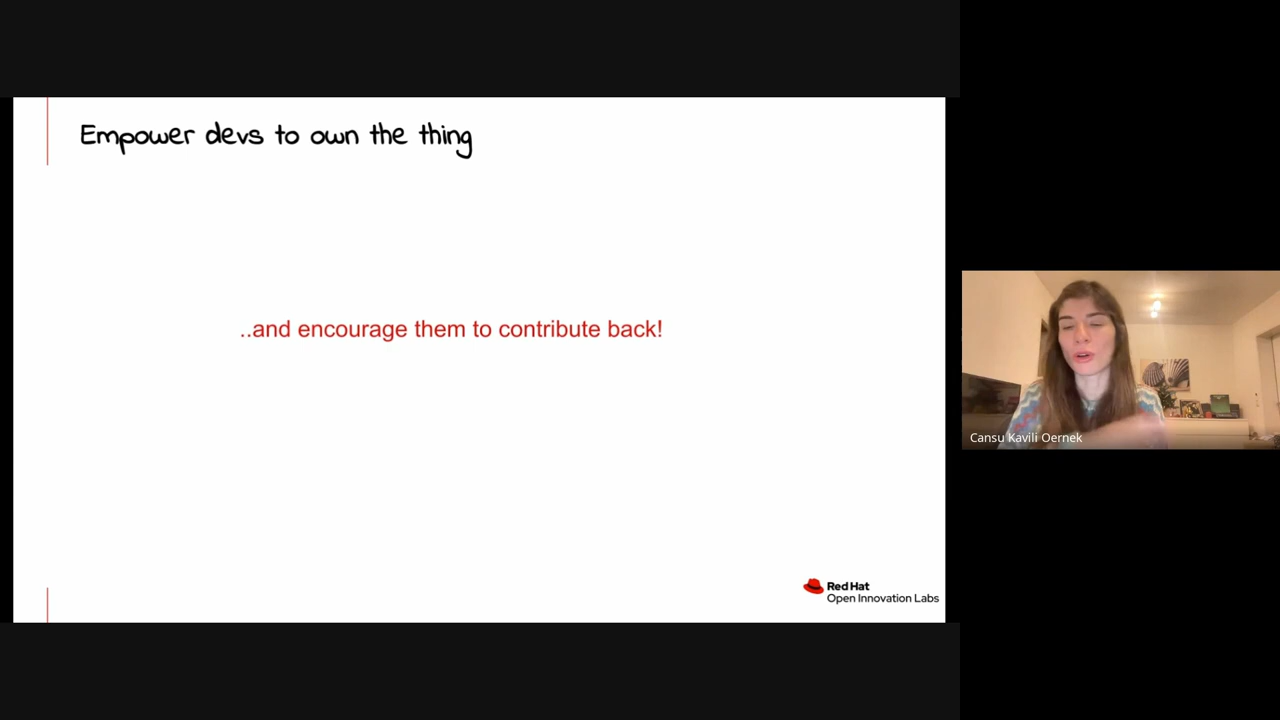 Empower devs to own the thing
..and encourage them to contribute back!
Red Hat
Open Innovation Labs
Cansu Kavili Oernek